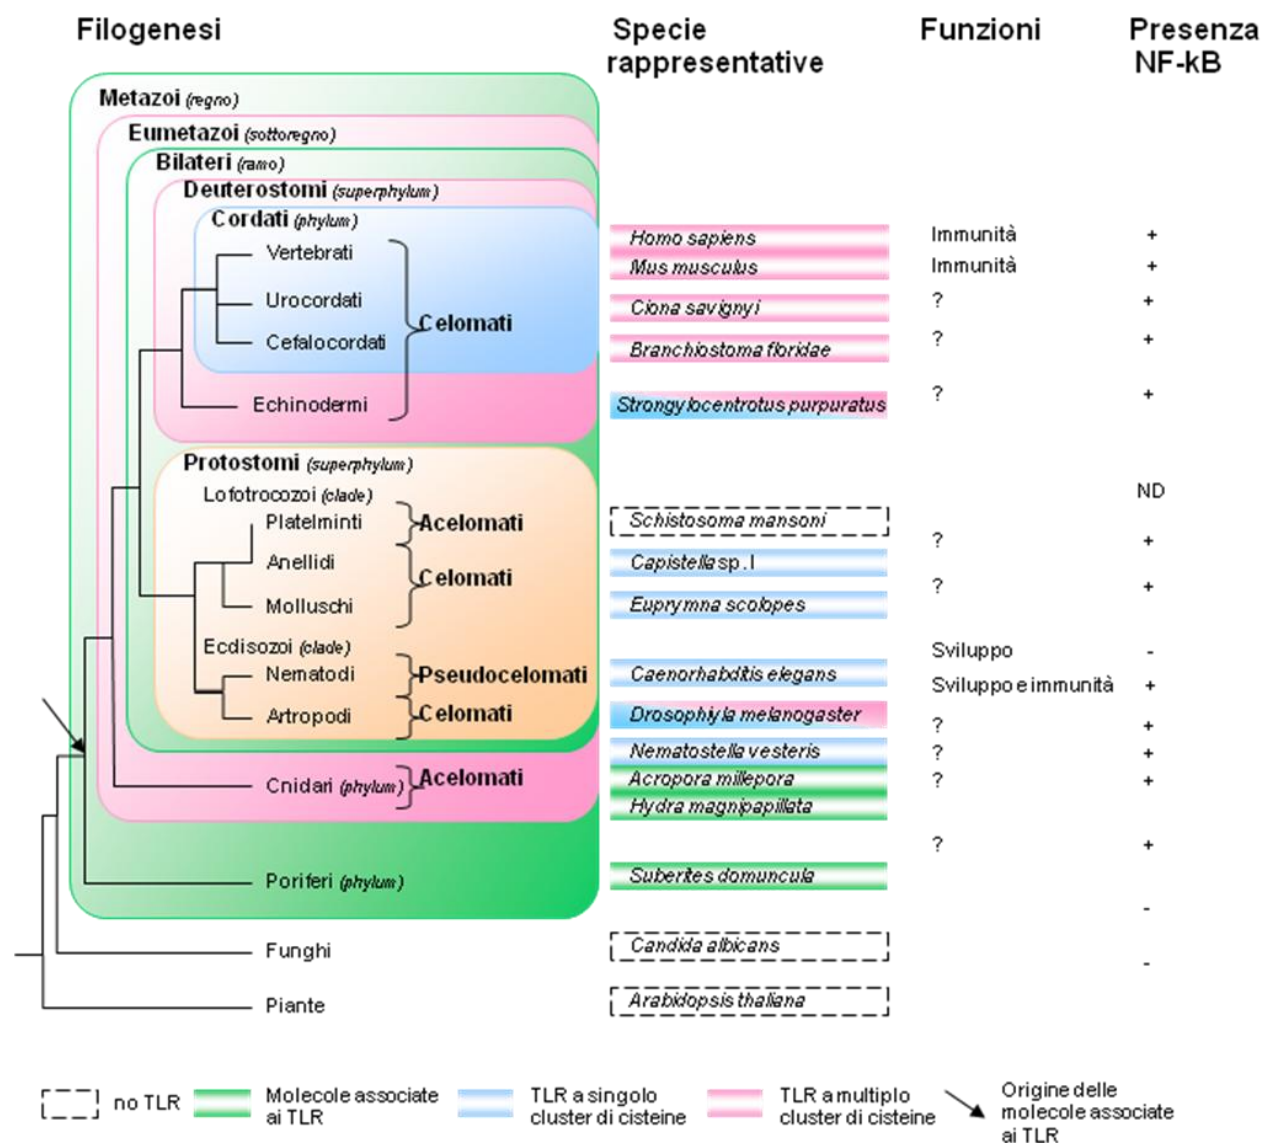 Filogenesi
Specie
rappresentative
Funzioni
Presenza
NF-kB
Metazoi (regno)
Eumetazoi (sottoregno)
Bilateri (ramo)
Deuterostomi (superphylum)
Cordati (phylum)
Vertebrati
Urocordati
Cefalocordati
Celomati
Echinodermi
Protostomi (superphylum)
Lofotrocozoi (clade)
Platelminti
Acelomati
Anellidi
Celomati
Molluschi
Ecdisozoi (clade)
Nematodi
Pseudocelomati
Artropodi
Celomati
Cnidari (phylum)
Acelomati
Poriferi (phylum)
Funghi
Piante
Homo sapiens
Mus musculus
Ciona savignyi
Branchiostoma floridae
Strongylocentrotus purpuratus
Schistosoma mansoni
Capistella sp. I
Euprymna scolopes
Caenorhabditis elegans
Drosophiyla melanogaster
Nematostella vesteris
Acropora millepora
Hydra magnipapillata
Suberites domuncula
Candida albicans
Arabidopsis thaliana
Immunità +
Immunità +
? +
? +
? +
ND
? +
? +
Sviluppo -
Sviluppo e immunità +
? +
? +
? +
? +
-
-
no TLR
Molecole associate
ai TLR
TLR a singolo
cluster di cisteine
TLR a multiplo
cluster di cisteine
Origine delle
molecole associate
ai TLR